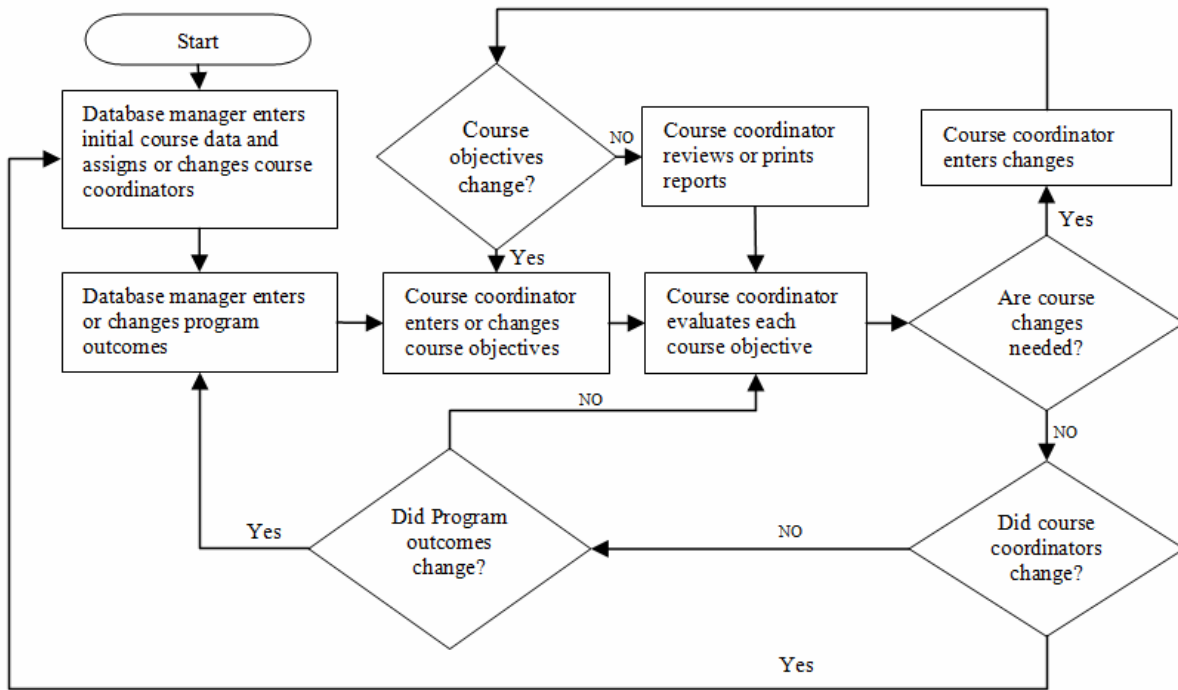 Start
Database manager enters
initial course data and
assigns or changes course
coordinators
Database manager enters
or changes program
outcomes
Course
objectives
change?
NO
Yes
Course coordinator
reviews or prints
reports
Course coordinator
enters changes
Yes
Course coordinator
enters or changes
course objectives
Course coordinator
evaluates each
course objective
Are course
changes
needed?
NO
NO
Did Program
outcomes
change?
Yes
NO
Did course
coordinators
change?
Yes